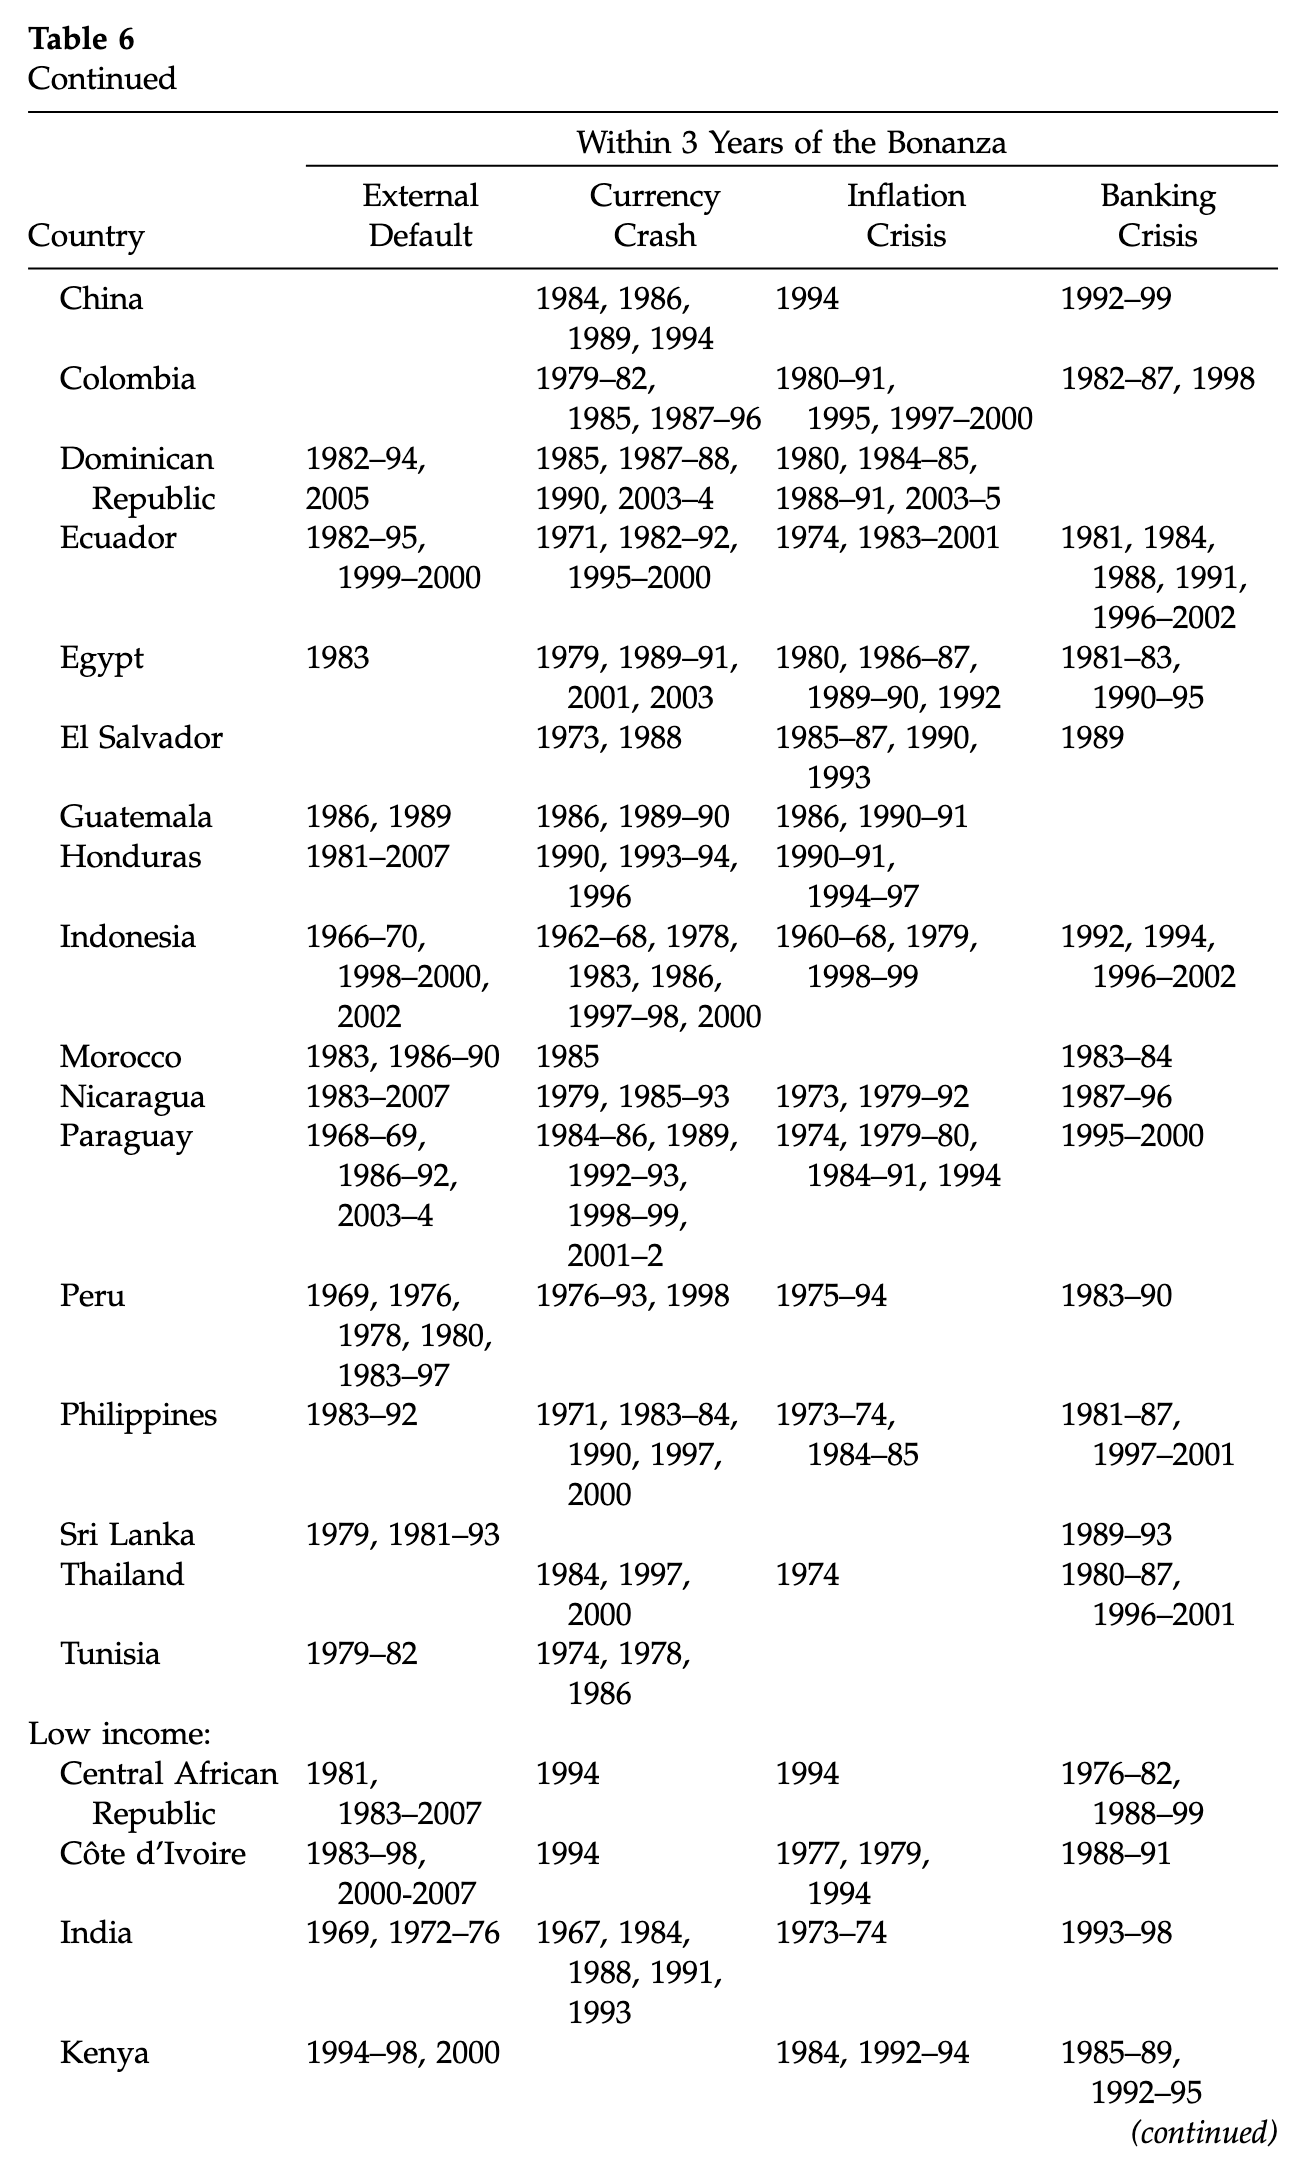 Table 6
Continued
Within 3 Years of the Bonanza
External Currency Inflation Banking
Country Default Crash Crisis Crisis
China 1984, 1986, 1994 1992–99
1989, 1994
Colombia 1979–82, 1980–91, 1982–87, 1998
1985, 1987–96 1995, 1997–2000
Dominican 1982–94, 1985, 1987–88, 1980, 1984–85,
Republic 2005 1990, 2003–4 1988–91, 2003–5
Ecuador 1982–95, 1971, 1982–92, 1974, 1983–2001 1981, 1984,
1999–2000 1995–2000 1988, 1991,
1996–2002
Egypt 1983 1979, 1989–91, 1980, 1986–87, 1981–83,
2001, 2003 1989–90, 1992 1990–95
El Salvador 1973, 1988 1985–87, 1990, 1989
1993
Guatemala 1986, 1989 1986, 1989–90 1986, 1990–91
Honduras 1981–2007 1990, 1993–94, 1990–91,
1996 1994–97
Indonesia 1966–70, 1962–68, 1978, 1960–68, 1979, 1992, 1994,
1998–2000, 1983, 1986, 1998–99 1996–2002
2002 1997–98, 2000
Morocco 1983, 1986–90 1985 1983–84
Nicaragua 1983–2007 1979, 1985–93 1973, 1979–92 1987–96
Paraguay 1968–69, 1984–86, 1989, 1974, 1979–80, 1995–2000
1986–92, 1992–93, 1984–91, 1994
2003–4 1998–99,
2001–2
Peru 1969, 1976, 1976–93, 1998 1975–94 1983–90
1978, 1980,
1983–97
Philippines 1983–92 1971, 1983–84, 1973–74, 1981–87,
1990, 1997, 1984–85 1997–2001
2000
Sri Lanka 1979, 1981–93 1989–93
Thailand 1984, 1997, 1974 1980–87,
2000 1996–2001
Tunisia 1979–82 1974, 1978,
1986
Low income:
Central African 1981, 1994 1994 1976–82,
Republic 1983–2007 1988–99
Côte d’Ivoire 1983–98, 1994 1977, 1979, 1988–91
2000-2007 1994
India 1969, 1972–76 1967, 1984, 1973–74 1993–98
1988, 1991,
1993
Kenya 1994–98, 2000 1984, 1992–94 1985–89,
1992–95
(continued)